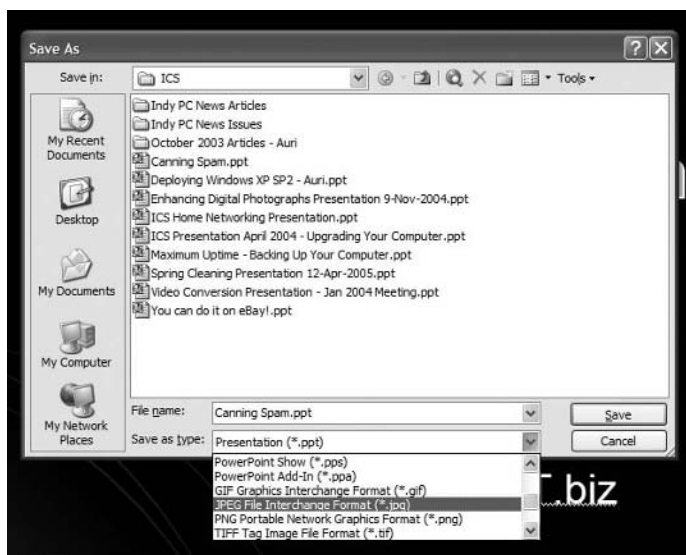 Save As
Save in:
ICS
Tools
My Recent
Documents
Desktop
My Documents
My Computer
My Network
Places
Indy PC News Articles
Indy PC News Issues
October 2003 Articles - Auri
Canning Spam.ppt
Deploying Windows XP SP2 - Auri.ppt
Enhancing Digital Photographs Presentation 9-Nov-2004.ppt
ICS Home Networking Presentation.ppt
ICS Presentation April 2004 - Upgrading Your Computer.ppt
Maximum Uptime - Backing Up Your Computer.ppt
Spring Cleaning Presentation 12-Apr-2005.ppt
Video Conversion Presentation - Jan 2004 Meeting.ppt
You can do it on eBay!.ppt
File name:
Canning Spam.ppt
Save
Save as type:
Presentation (*.ppt)
Cancel
PowerPoint Show (*.pps)
PowerPoint Add-In (*.ppa)
GIF Graphics Interchange Format (*.gif)
JPEG File Interchange Format (*.jpg)
PNG Portable Network Graphics Format (*.png)
TIFF Tag Image File Format (*.tif)
.biz